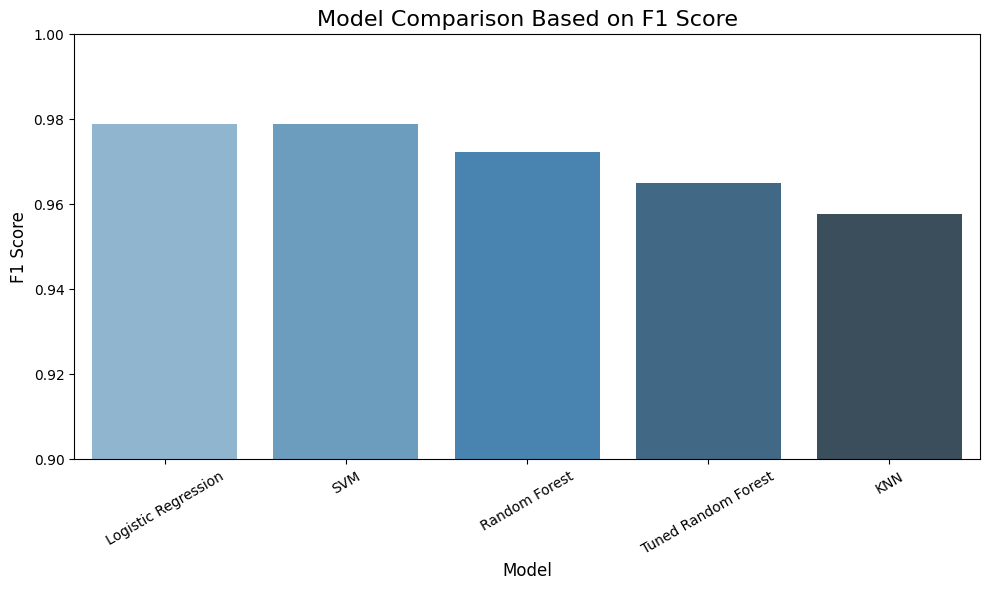 Model Comparison Based on F1 Score
F1 Score
1.00
0.98
0.96
0.94
0.92
0.90
Logistic Regression
SVM
Random Forest
Tuned Random Forest
KNN
Model